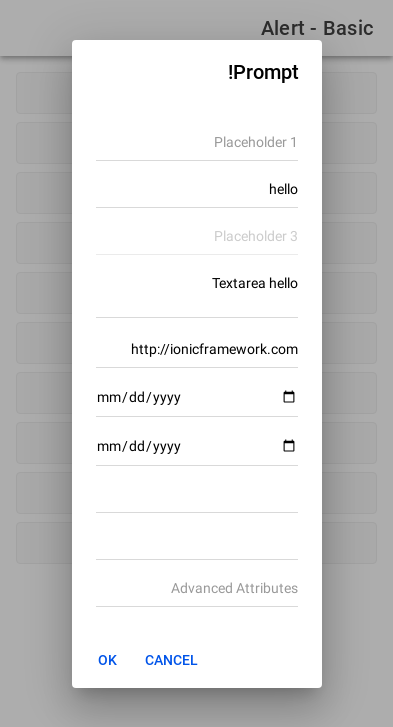 Alert - Basic
!Prompt
Placeholder 1
hello
Placeholder 3
Textarea hello
http://ionicframework.com
mm/dd/yyyy
mm/dd/yyyy
Advanced Attributes
OK CANCEL